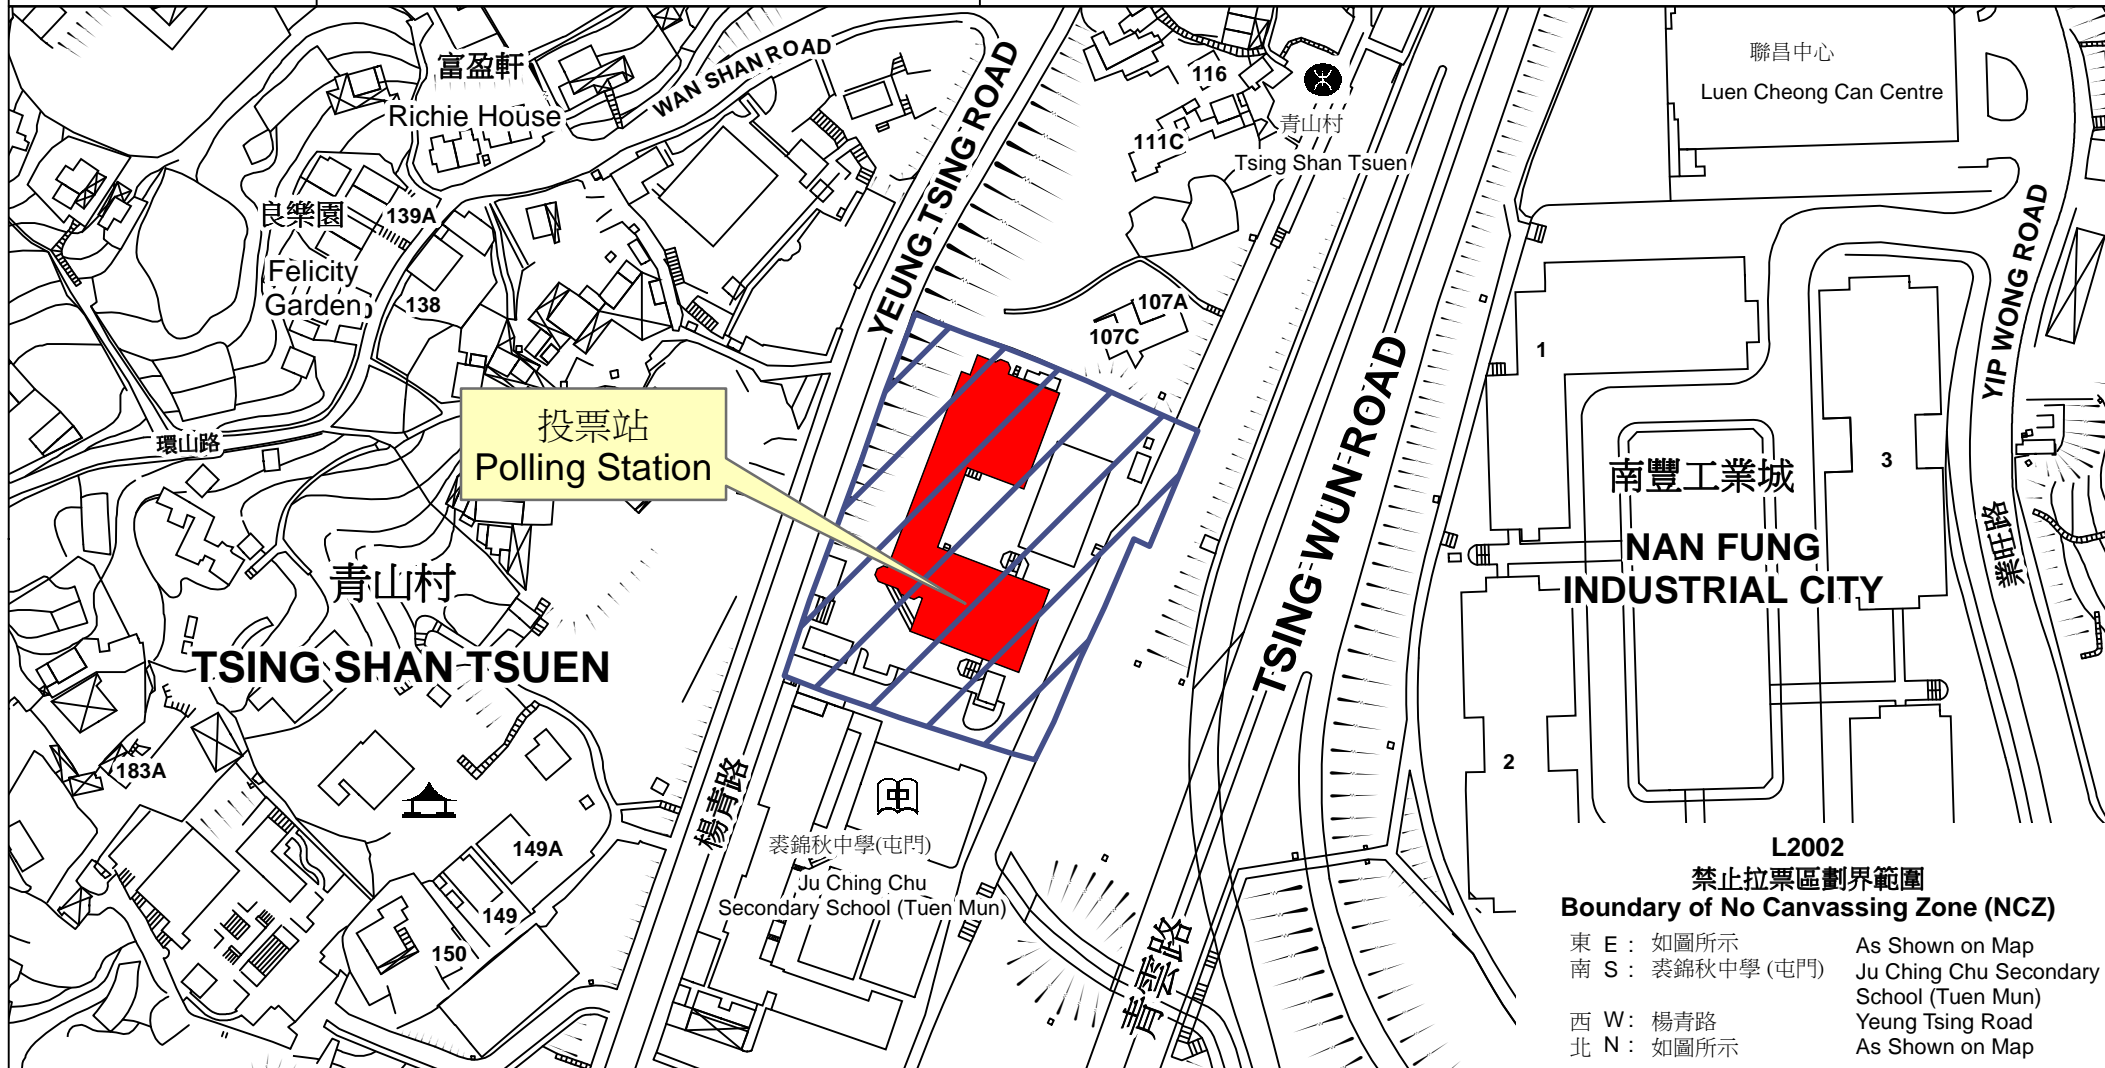 富盈軒
Richie House
WAN SHAN ROAD
YEUNG TSING ROAD
116
111C
青山村
Tsing Shan Tsuen
聯昌中心
Luen Cheong Can Centre
良樂園
139A
Felicity
Garden
138
107A
107C
YIP WONG ROAD
業旺路
1
3
2
環山路
投票站
Polling Station
TSING WUN ROAD
青雲路
南豐工業城
NAN FUNG
INDUSTRIAL CITY
青山村
TSING SHAN TSUEN
183A
149A
149
150
楊青路
裘錦秋中學(屯門)
Ju Ching Chu
Secondary School (Tuen Mun)
L2002
禁止拉票區劃界範圍
Boundary of No Canvassing Zone (NCZ)
東 E : 如圖所示 As Shown on Map
南 S : 裘錦秋中學 (屯門) Ju Ching Chu Secondary
School (Tuen Mun)
西 W : 楊青路 Yeung Tsing Road
北 N : 如圖所示 As Shown on Map